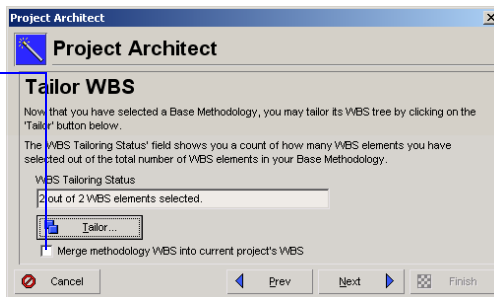 Project Architect
Project Architect
Tailor WBS
Now that you have selected a Base Methodology, you may tailor its WBS tree by clicking on the
'Tailor' button below.
The 'WBS Tailoring Status' field shows you a count of how many WBS elements you have
selected out of the total number of WBS elements in your Base Methodology.
WBS Tailoring Status
2 out of 2 WBS elements selected.
Tailor...
Merge methodology WBS into current project's WBS
Cancel
Prev
Next
Finish